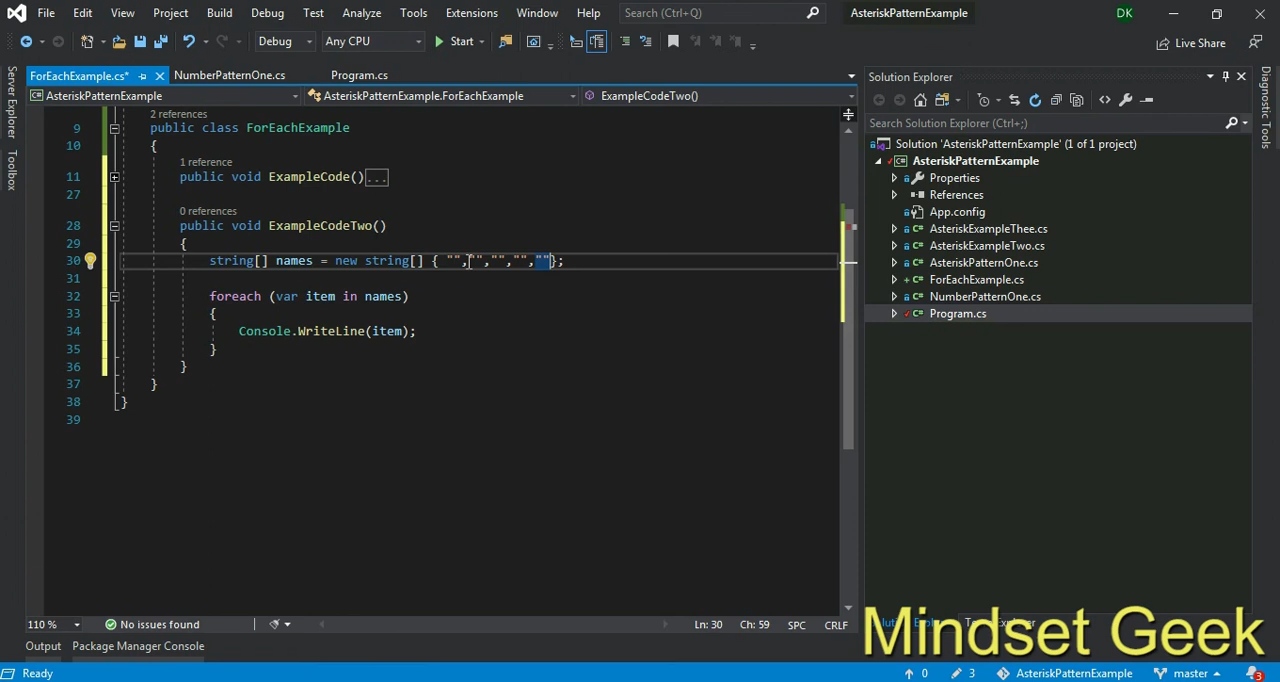 File Edit View Project Build Debug Test Analyze Tools Extensions Window Help Search (Ctrl+Q) AsteriskPatternExample DK
Debug Any CPU Start Live Share
ForEachExample.cs* NumberPatternOne.cs Program.cs
AsteriskPatternExample AsteriskPatternExample.ForEachExample ExampleCodeTwo()
Server Explorer
Toolbox
2 references
9 public class ForEachExample
10 {
1 reference
11 public void ExampleCode()...
27
0 references
28 public void ExampleCodeTwo()
29 {
30 string[] names = new string[] { "","","","",""};
31
32 foreach (var item in names)
33 {
34 Console.WriteLine(item);
35 }
36 }
37 }
38 }
39
110 % No issues found Ln: 30 Ch: 59 SPC CRLF
Output Package Manager Console
Solution Explorer
Search Solution Explorer (Ctrl+;)
Solution 'AsteriskPatternExample' (1 of 1 project)
AsteriskPatternExample
Properties
References
App.config
AsteriskExampleThee.cs
AsteriskExampleTwo.cs
AsteriskPatternOne.cs
ForEachExample.cs
NumberPatternOne.cs
Program.cs
Diagnostic Tools
Mindset Geek
Ready 0 3 AsteriskPatternExample master 3